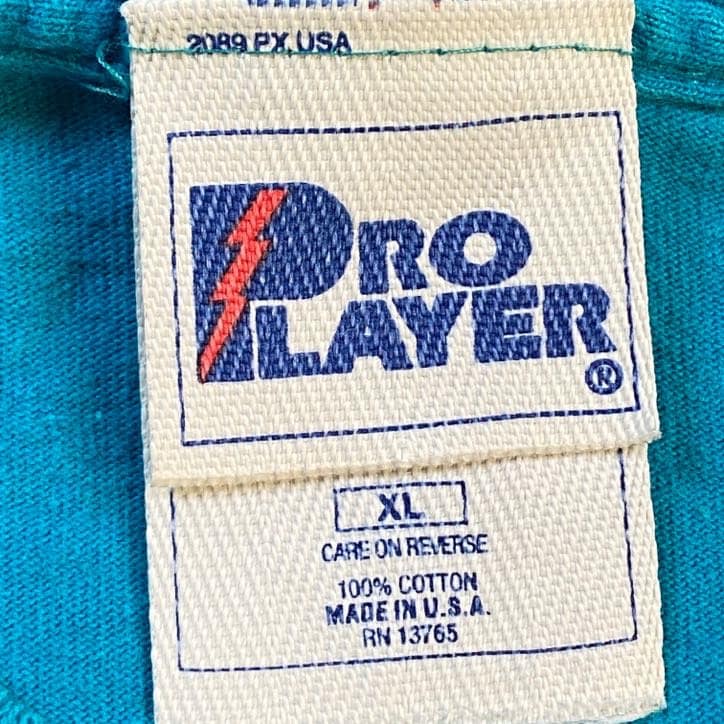 2089 PX, USA
PRO
PLAYER
®
XL
CARE ON REVERSE
100% COTTON
MADE IN U.S.A.
RN 13765